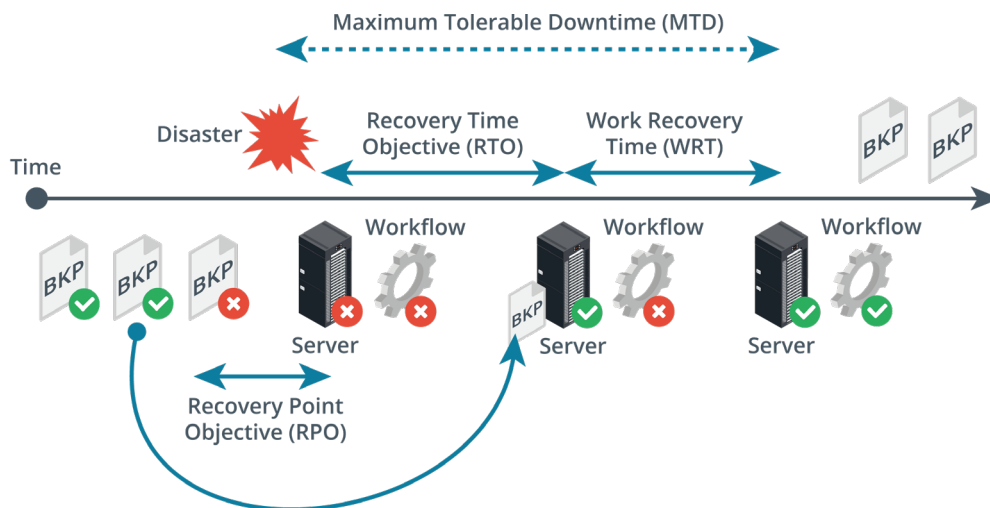 Maximum Tolerable Downtime (MTD)
Disaster
Recovery Time
Objective (RTO)
Work Recovery
Time (WRT)
BKP
BKP
Time
Workflow
Workflow
Workflow
BKP
BKP
BKP
BKP
Server
Server
Server
Recovery Point
Objective (RPO)